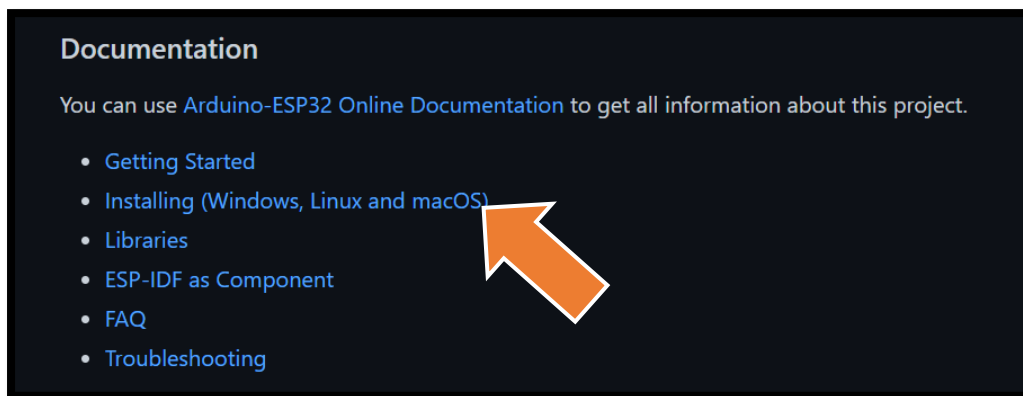 Documentation
You can use Arduino-ESP32 Online Documentation to get all information about this project.
Getting Started
Installing (Windows, Linux and macOS)
Libraries
ESP-IDF as Component
FAQ
Troubleshooting